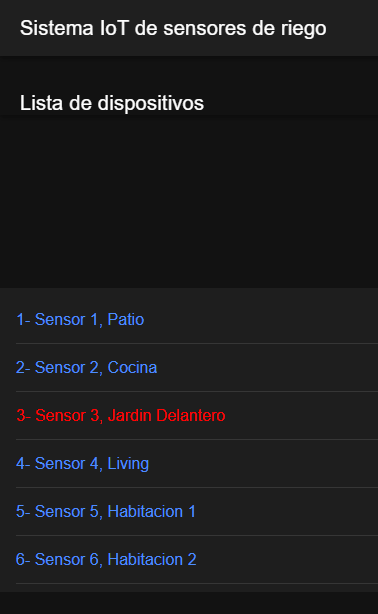 Sistema IoT de sensores de riego
Lista de dispositivos
1- Sensor 1, Patio
2- Sensor 2, Cocina
3- Sensor 3, Jardin Delantero
4- Sensor 4, Living
5- Sensor 5, Habitacion 1
6- Sensor 6, Habitacion 2